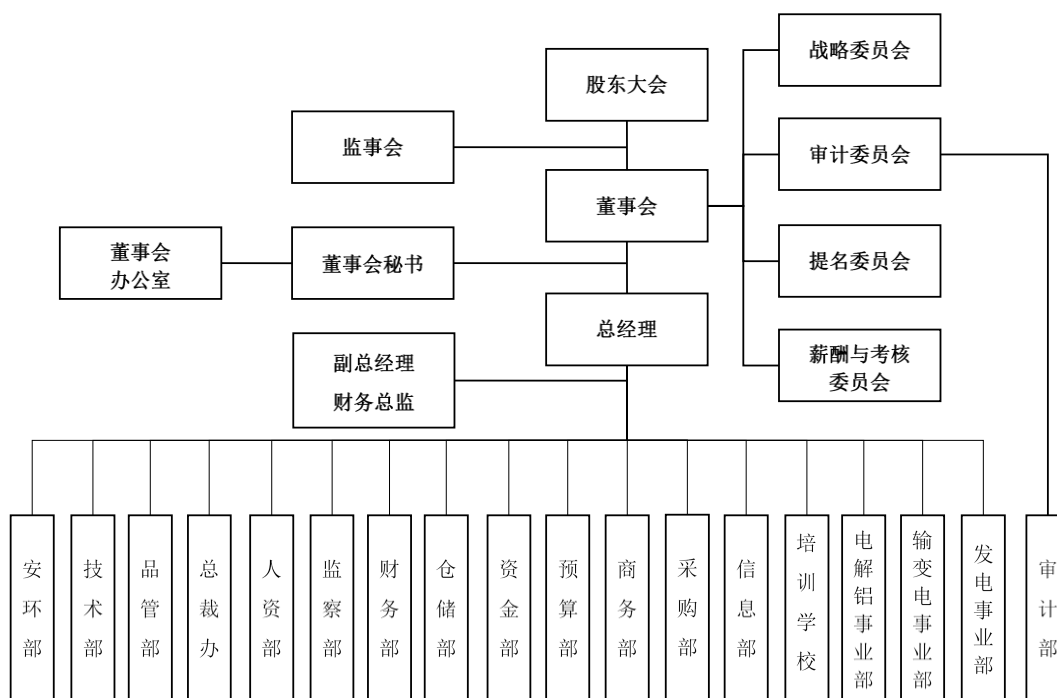 战略委员会
股东大会
监事会
审计委员会
董事会
董事会
办公室
董事会秘书
提名委员会
总经理
副总经理
财务总监
薪酬与考核
委员会
安环部
技术部
品管部
总裁办
人资部
监察部
财务部
仓储部
资金部
预算部
商务部
采购部
信息部
培训学校
电解铝事业部
输变电事业部
发电事业部
审计部